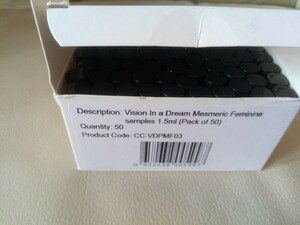 Description: Vision In a Dream Mesmeric Feminine
samples 1.5ml (Pack of 50)
Quantity: 50
Product Code: CC-VDPMF03